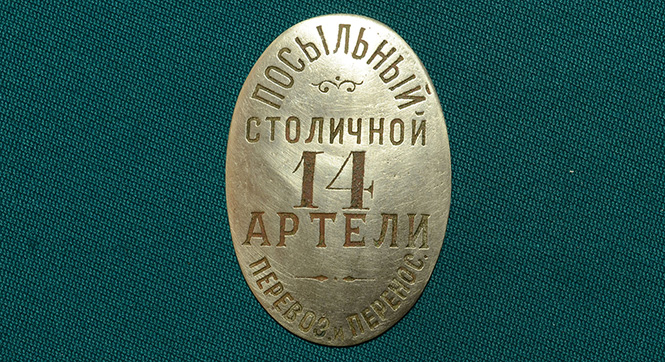 ПОСЫЛЬНЫЙ
СТОЛИЧНОЙ
14
АРТЕЛИ
ПЕРЕВОЗ. и ПЕРЕНОС.